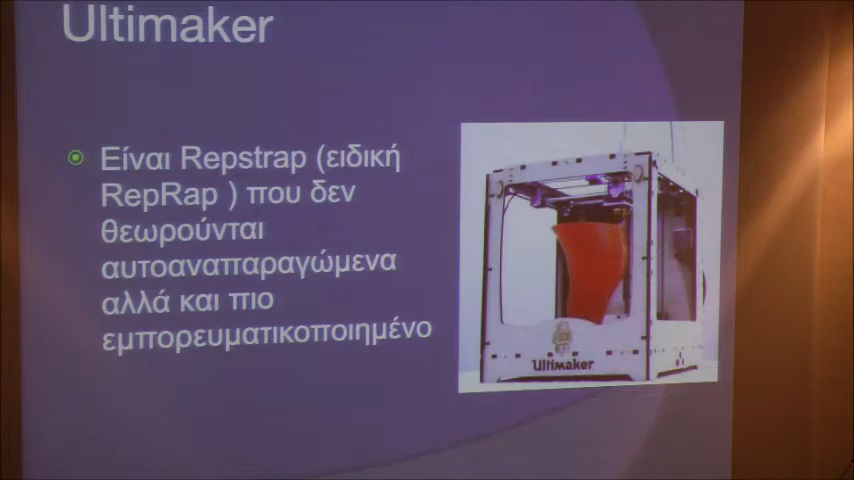 Ultimaker
Είναι Repstrap (ειδική
RepRap ) που δεν
θεωρούνται
αυτοαναπαραγώμενα
αλλά και πιο
εμπορευματικοποιημένο
Ultimaker